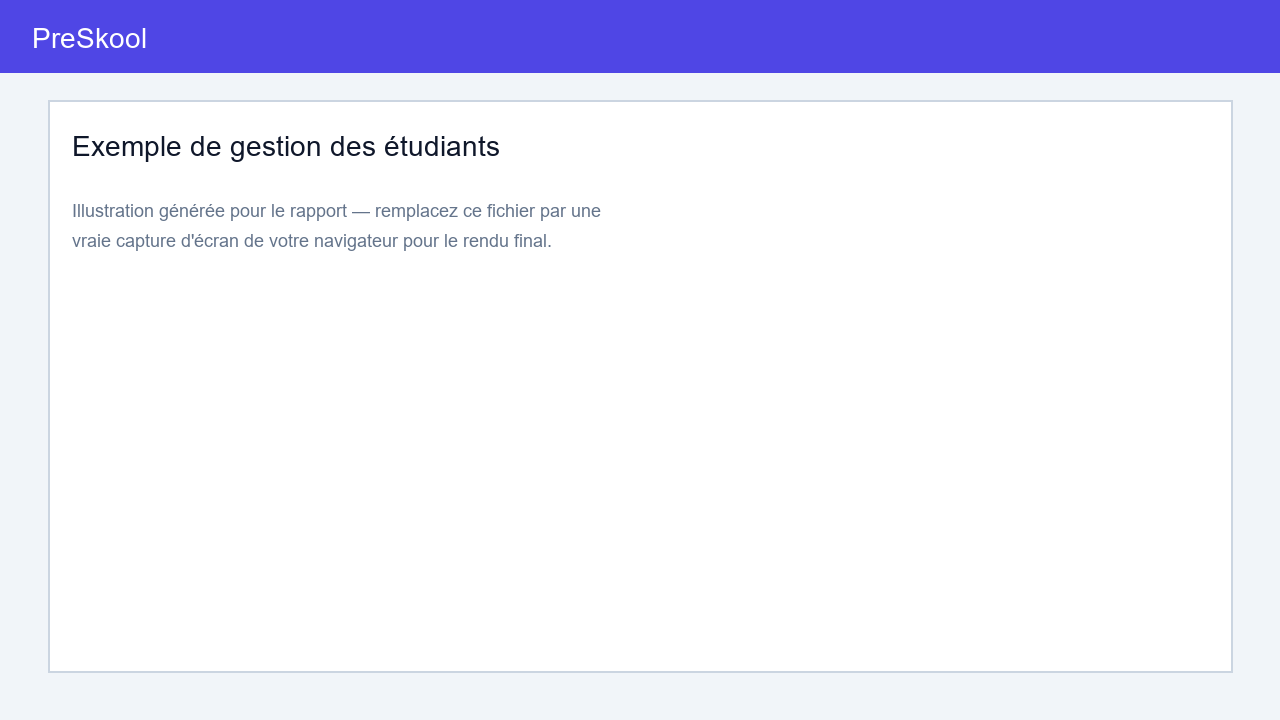 PreSkool
Exemple de gestion des étudiants
Illustration générée pour le rapport — remplacez ce fichier par une
vraie capture d'écran de votre navigateur pour le rendu final.